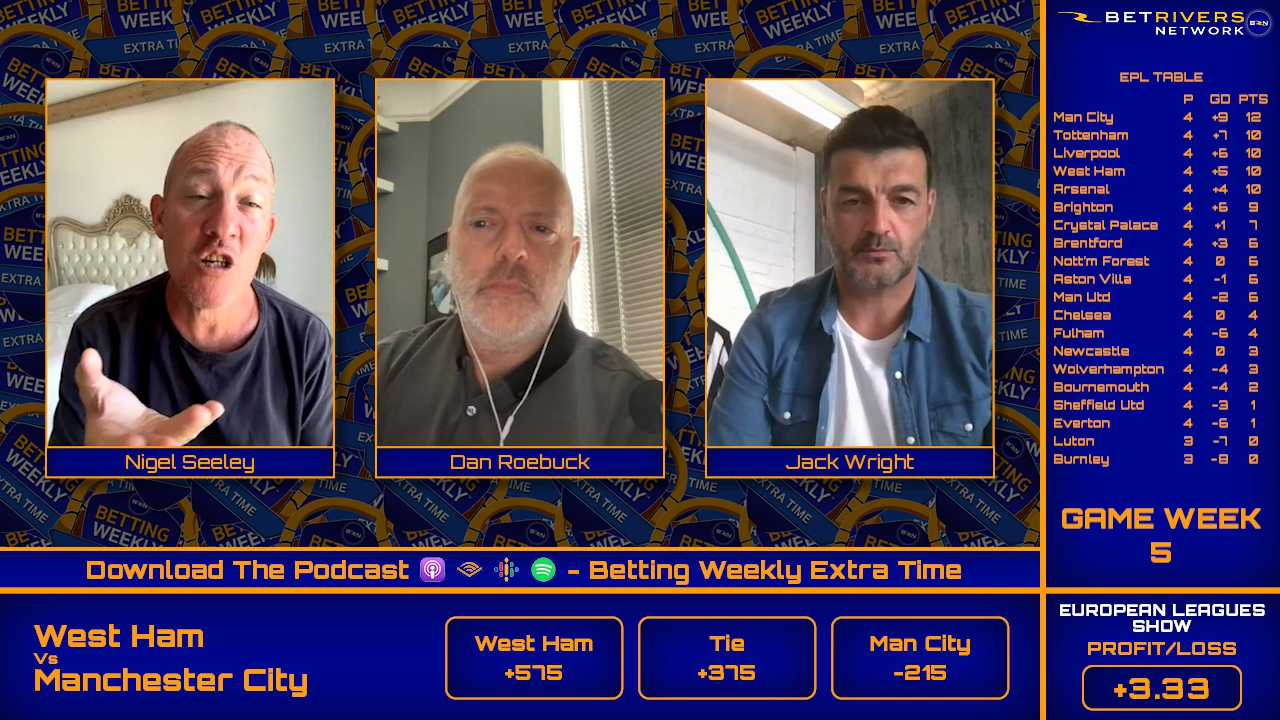 BETRIVERS
NETWORK
BRN
EPL TABLE
P GD PTS
Man City 4 +9 12
Tottenham 4 +7 10
Liverpool 4 +6 10
West Ham 4 +5 10
Arsenal 4 +4 10
Brighton 4 +6 9
Crystal Palace 4 +1 7
Brentford 4 +3 6
Nott'm Forest 4 0 6
Aston Villa 4 -1 6
Man Utd 4 -2 6
Chelsea 4 0 4
Fulham 4 -6 4
Newcastle 4 0 3
Wolverhampton 4 -4 3
Bournemouth 4 -4 2
Sheffield Utd 4 -3 1
Everton 4 -6 1
Luton 3 -7 0
Burnley 3 -8 0
GAME WEEK
5
Nigel Seeley
Dan Roebuck
Jack Wright
Download The Podcast - Betting Weekly Extra Time
West Ham
Vs
Manchester City
West Ham
+575
Tie
+375
Man City
-215
EUROPEAN LEAGUES
SHOW
PROFIT/LOSS
+3.33
BETTING
WEEKLY
EXTRA TIME